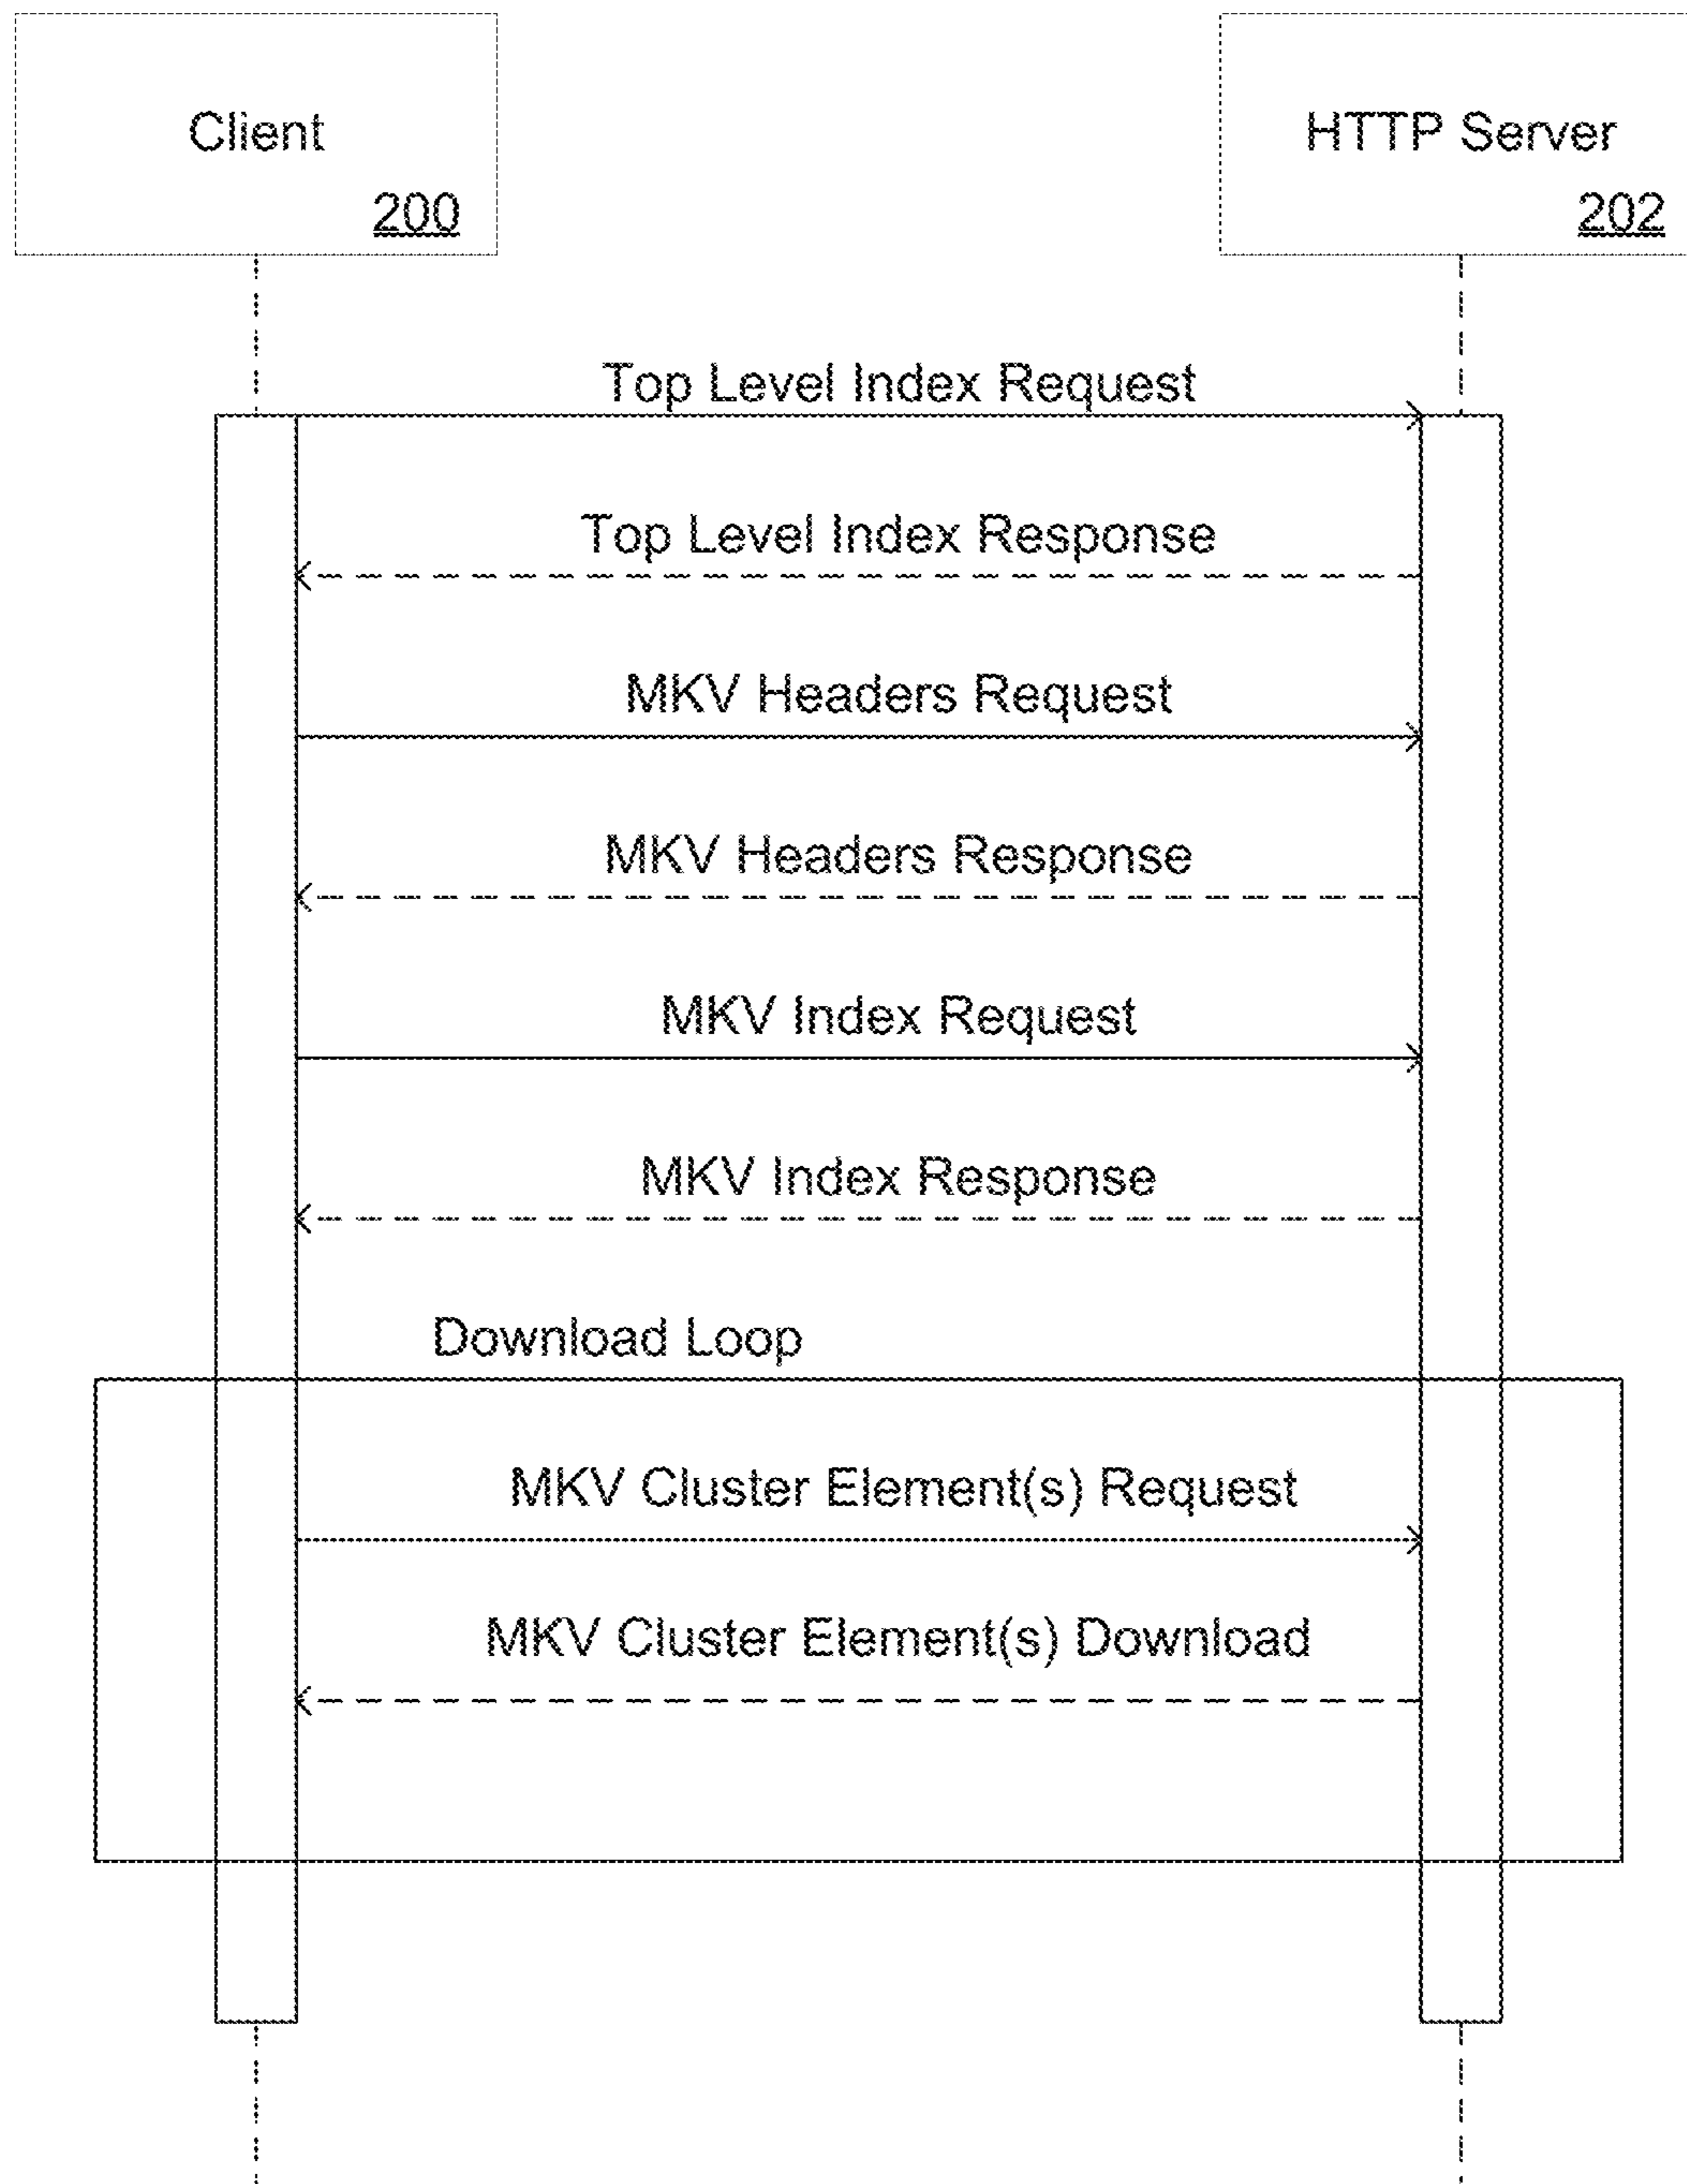 Client
200
HTTP Server
202
Top Level Index Request
Top Level Index Response
MKV Headers Request
MKV Headers Response
MKV Index Request
MKV Index Response
Download Loop
MKV Cluster Element(s) Request
MKV Cluster Element(s) Download